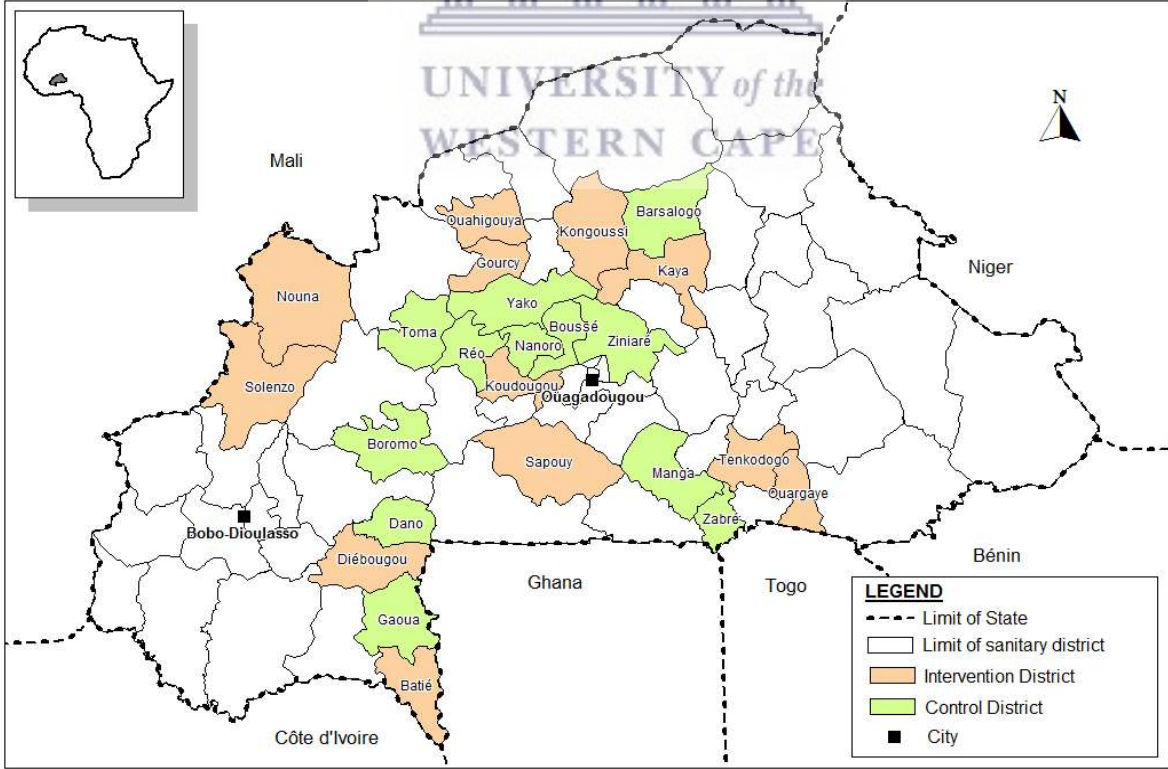 UNIVERSITY of the
WESTERN CAPE
N
Mali
Niger
Barsalogo
Ouahigouya
Kongoussi
Gourcy
Kaya
Nouna
Yako
Toma
Boussé
Réo
Nanoro
Ziniaré
Solenzo
Koudougou
Ouagadougou
Boromo
Sapouy
Manga
Tenkodogo
Ouargaye
Zabré
Dano
Bobo-Dioulasso
Diébougou
Ghana
Togo
Bénin
Gaoua
Batié
Côte d'Ivoire
LEGEND
Limit of State
Limit of sanitary district
Intervention District
Control District
City